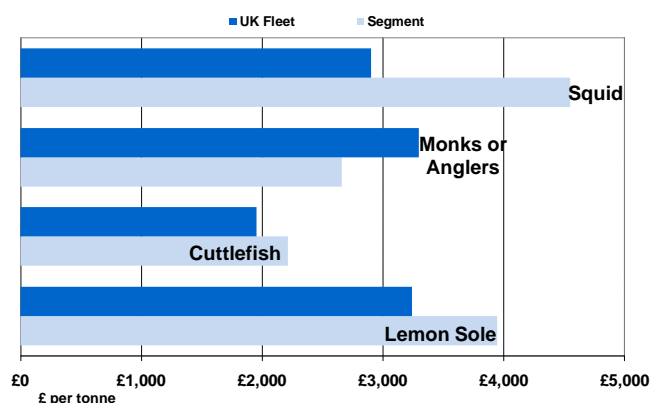 UK Fleet Segment
Squid
Monks or
Anglers
Cuttlefish
Lemon Sole
£0 £1,000 £2,000 £3,000 £4,000 £5,000
£ per tonne